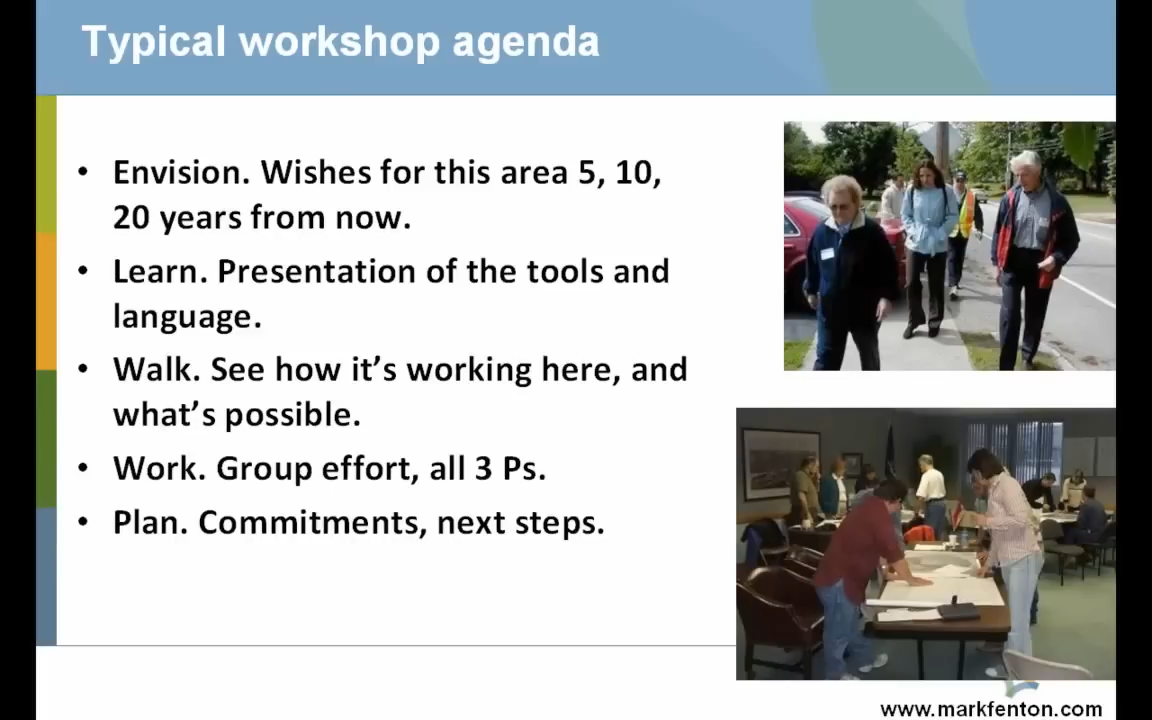 Typical workshop agenda
• Envision. Wishes for this area 5, 10,
20 years from now.
• Learn. Presentation of the tools and
language.
• Walk. See how it’s working here, and
what’s possible.
• Work. Group effort, all 3 Ps.
• Plan. Commitments, next steps.
www.markfenton.com